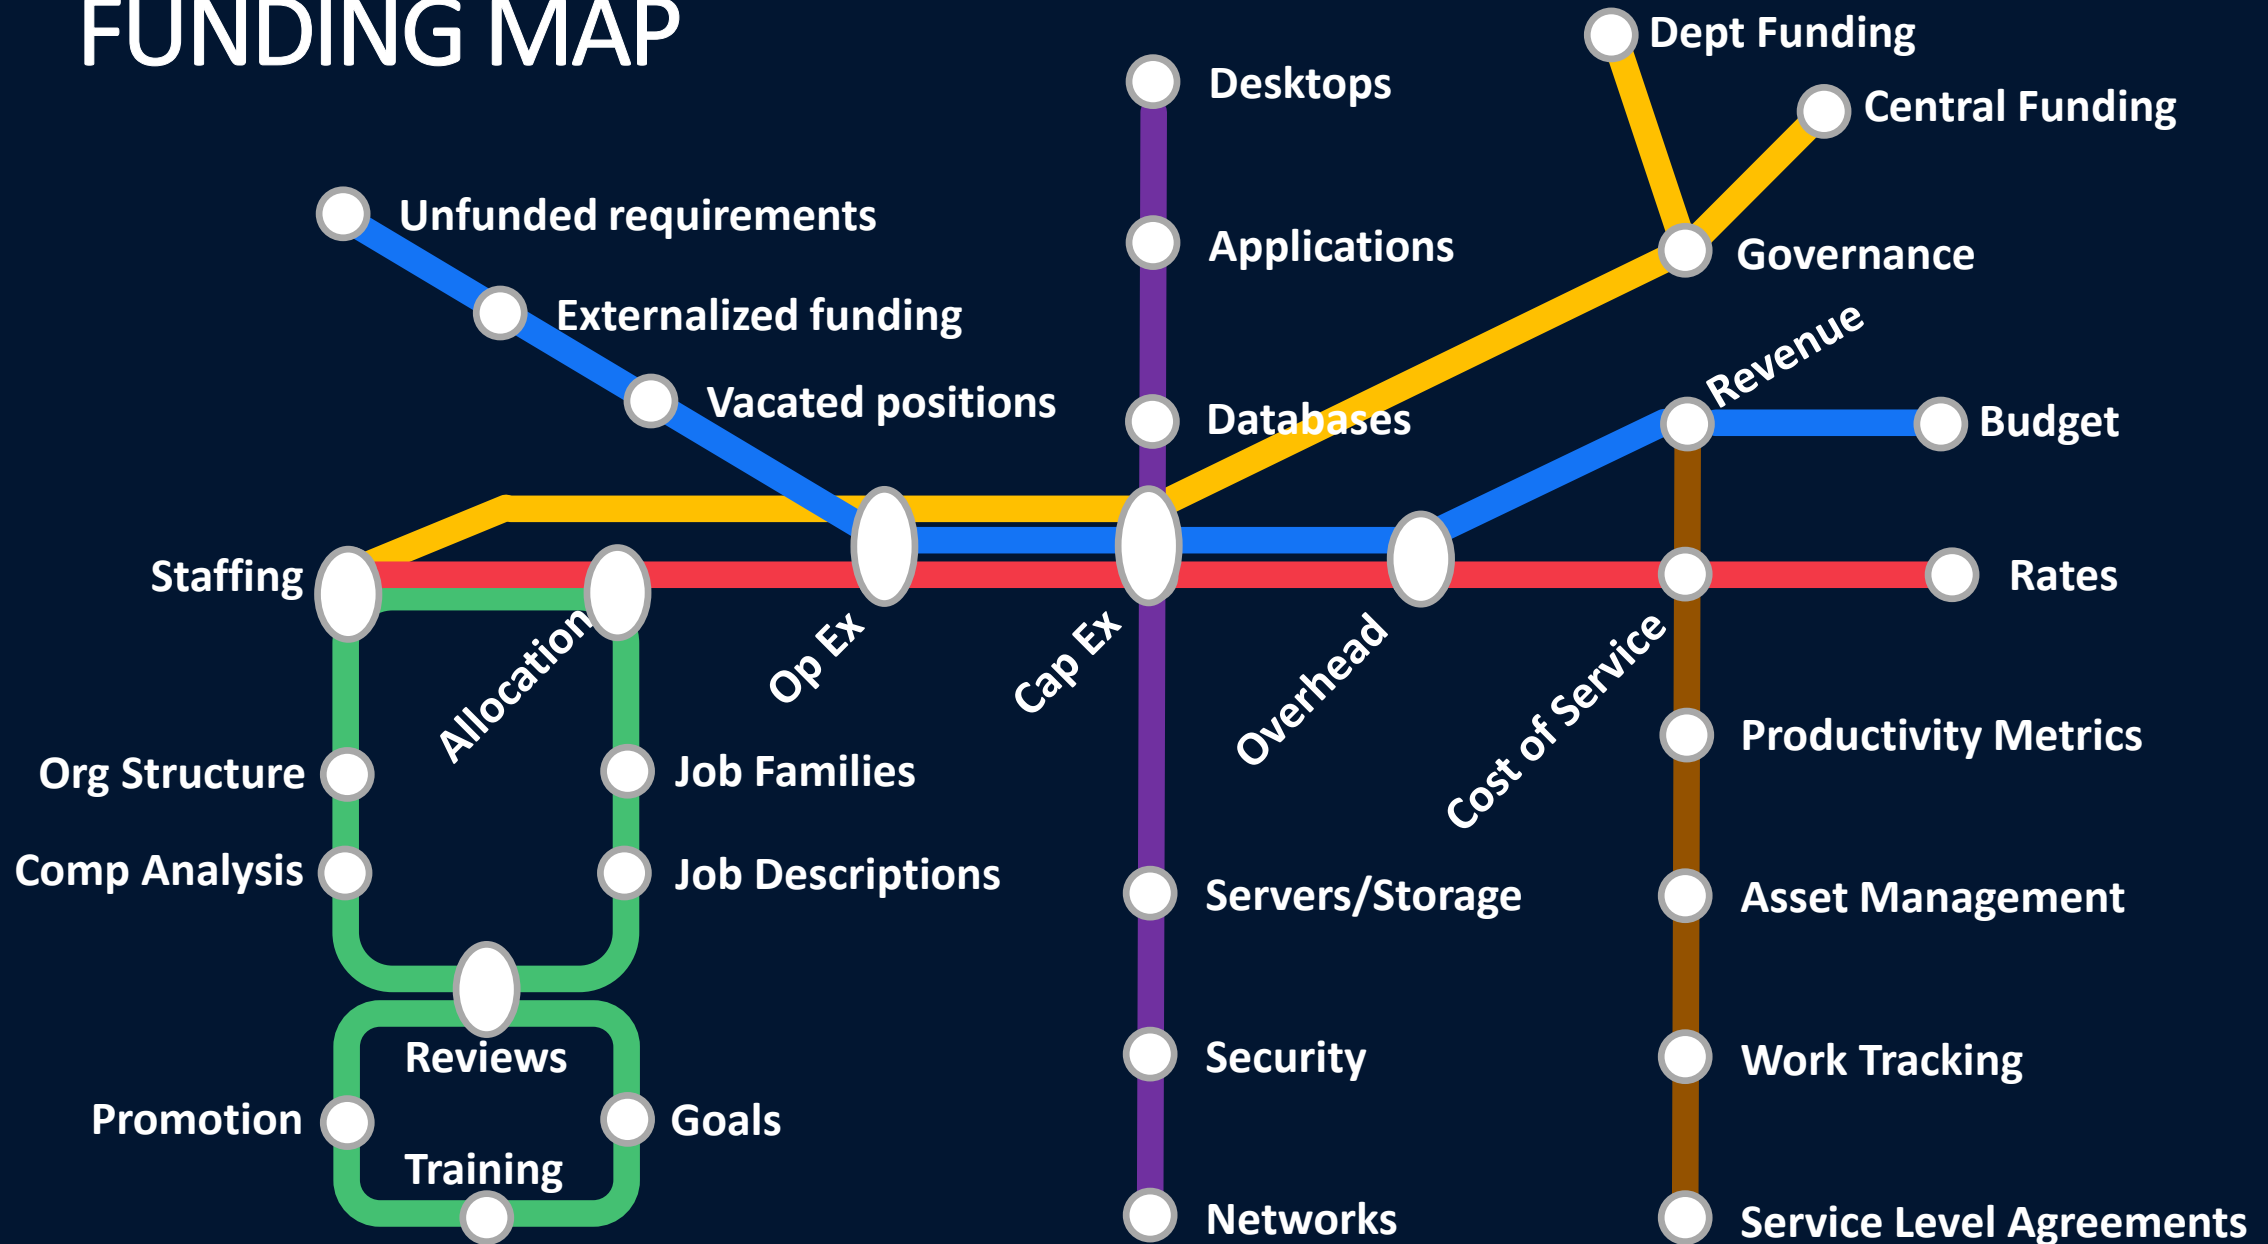 FUNDING MAP
Dept Funding
Desktops
Central Funding
Unfunded requirements
Applications
Governance
Externalized funding
Revenue
Vacated positions
Databases
Budget
Staffing
Rates
Allocation
Op Ex
Cap Ex
Overhead
Cost of Service
Productivity Metrics
Org Structure
Job Families
Comp Analysis
Job Descriptions
Servers/Storage
Asset Management
Reviews
Security
Work Tracking
Promotion
Goals
Training
Networks
Service Level Agreements